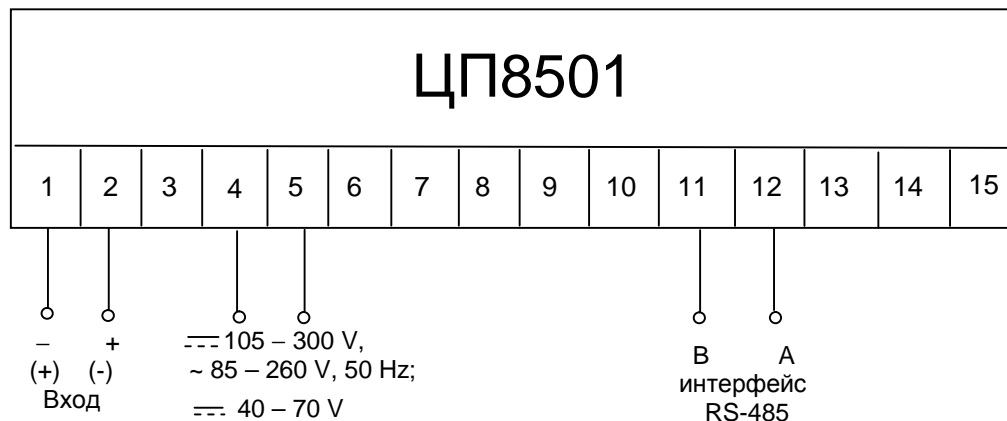 ЦП8501
1 2 3 4 5 6 7 8 9 10 11 12 13 14 15
– +
(+) (-)
Вход
⎓ 105 – 300 V,
~ 85 – 260 V, 50 Hz;
⎓ 40 – 70 V
B A
интерфейс
RS-485